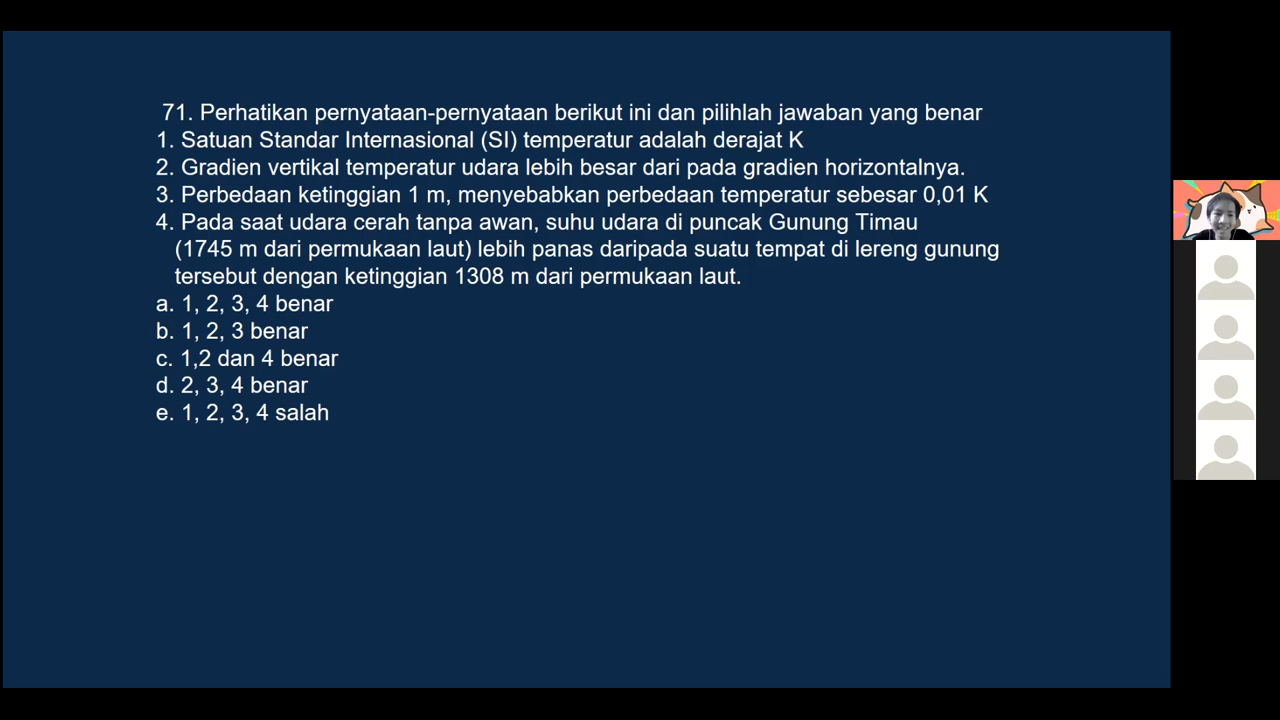 71. Perhatikan pernyataan-pernyataan berikut ini dan pilihlah jawaban yang benar
1. Satuan Standar Internasional (SI) temperatur adalah derajat K
2. Gradien vertikal temperatur udara lebih besar dari pada gradien horizontalnya.
3. Perbedaan ketinggian 1 m, menyebabkan perbedaan temperatur sebesar 0,01 K
4. Pada saat udara cerah tanpa awan, suhu udara di puncak Gunung Timau
(1745 m dari permukaan laut) lebih panas daripada suatu tempat di lereng gunung
tersebut dengan ketinggian 1308 m dari permukaan laut.
a. 1, 2, 3, 4 benar
b. 1, 2, 3 benar
c. 1,2 dan 4 benar
d. 2, 3, 4 benar
e. 1, 2, 3, 4 salah